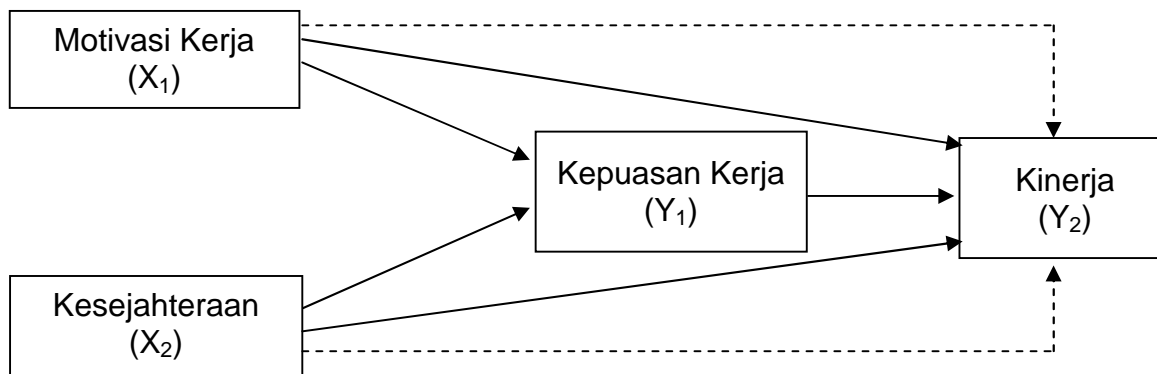 Motivasi Kerja
(X₁)
Kepuasan Kerja
(Y₁)
Kinerja
(Y₂)
Kesejahteraan
(X₂)